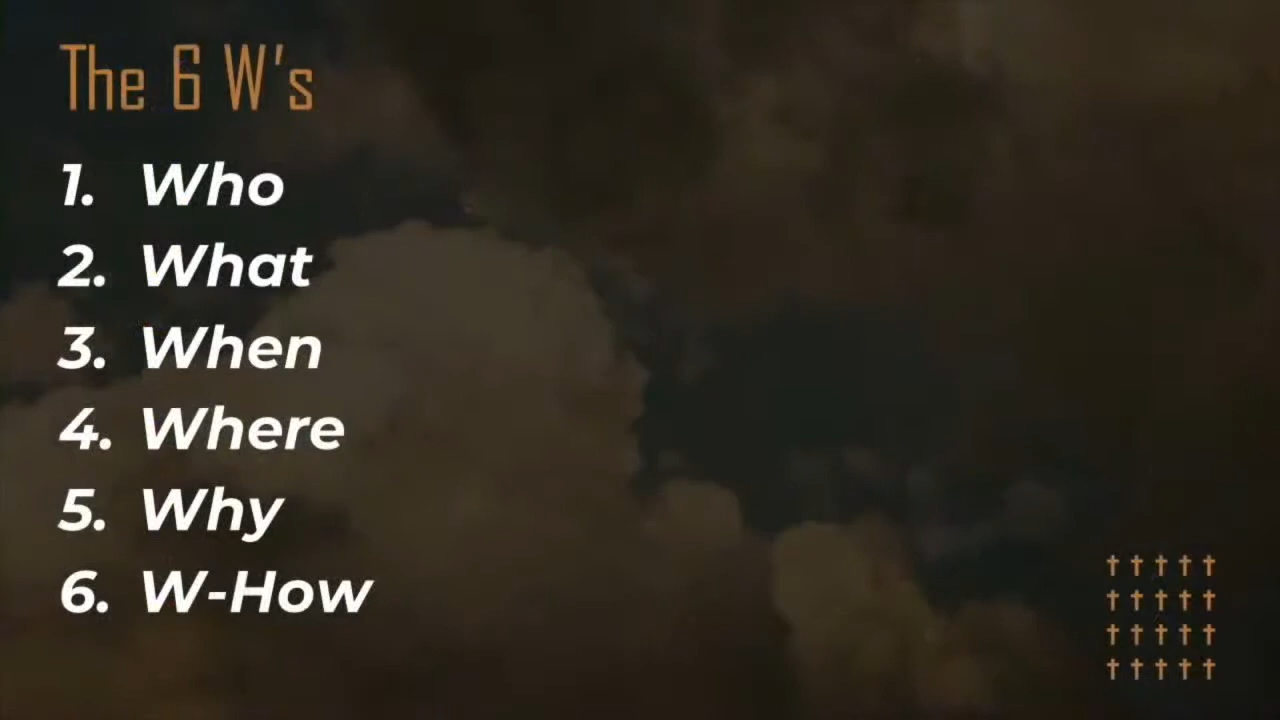 The 6 W's
1. Who
2. What
3. When
4. Where
5. Why
6. W-How